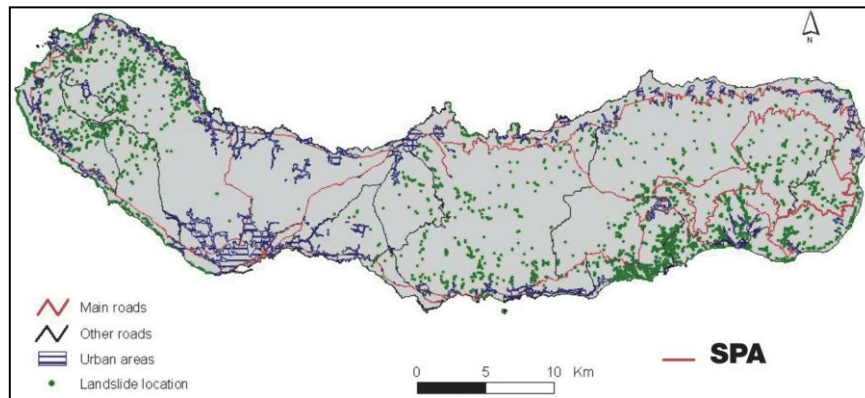 N
Main roads
Other roads
Urban areas
Landslide location
0 5 10 Km
SPA